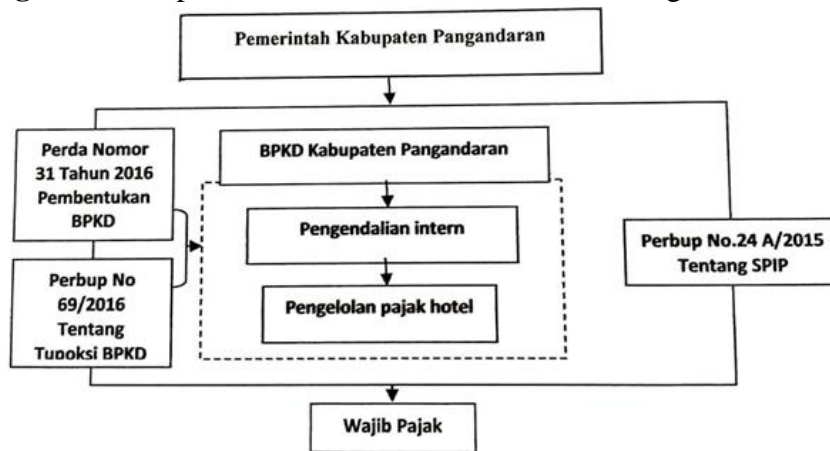 Pemerintah Kabupaten Pangandaran
Perda Nomor
31 Tahun 2016
Pembentukan
BPKD
BPKD Kabupaten Pangandaran
Pengendalian intern
Perbup No.24 A/2015
Tentang SPIP
Perbup No
69/2016
Tentang
Tupoksi BPKD
Pengelolan pajak hotel
Wajib Pajak